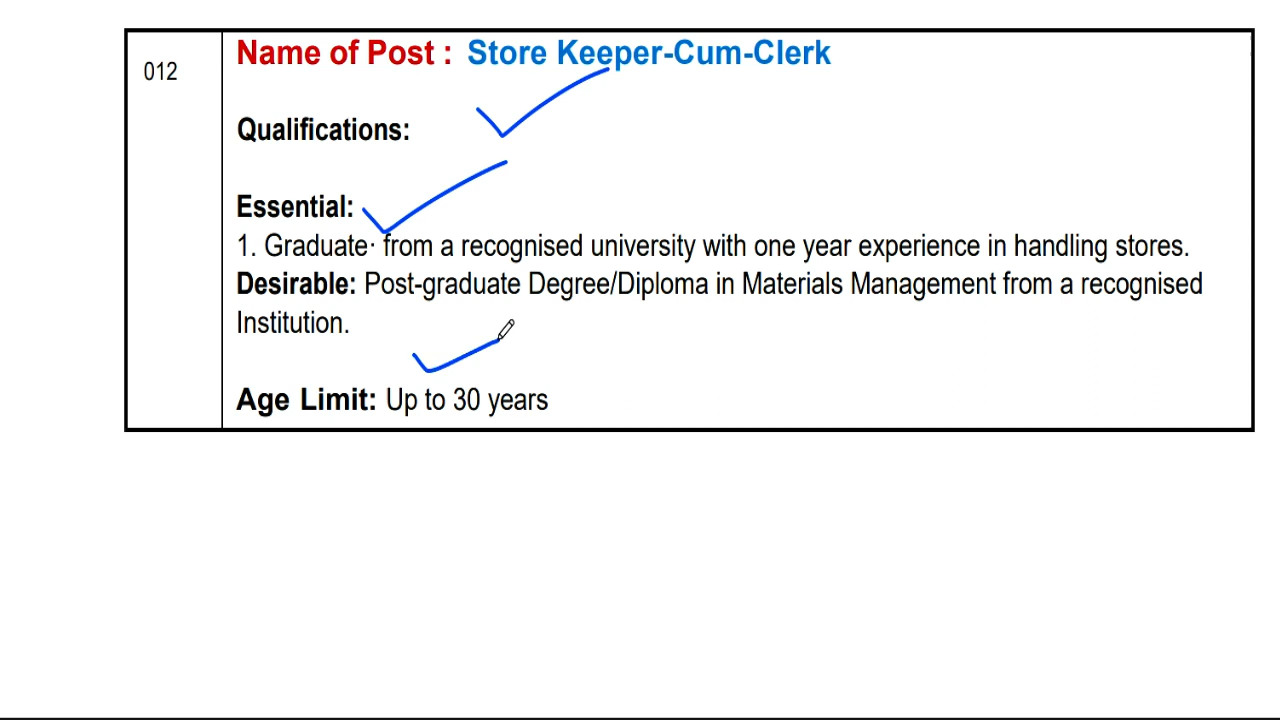 012
Name of Post : Store Keeper-Cum-Clerk
Qualifications:
Essential:
1. Graduate· from a recognised university with one year experience in handling stores.
Desirable: Post-graduate Degree/Diploma in Materials Management from a recognised
Institution.
Age Limit: Up to 30 years